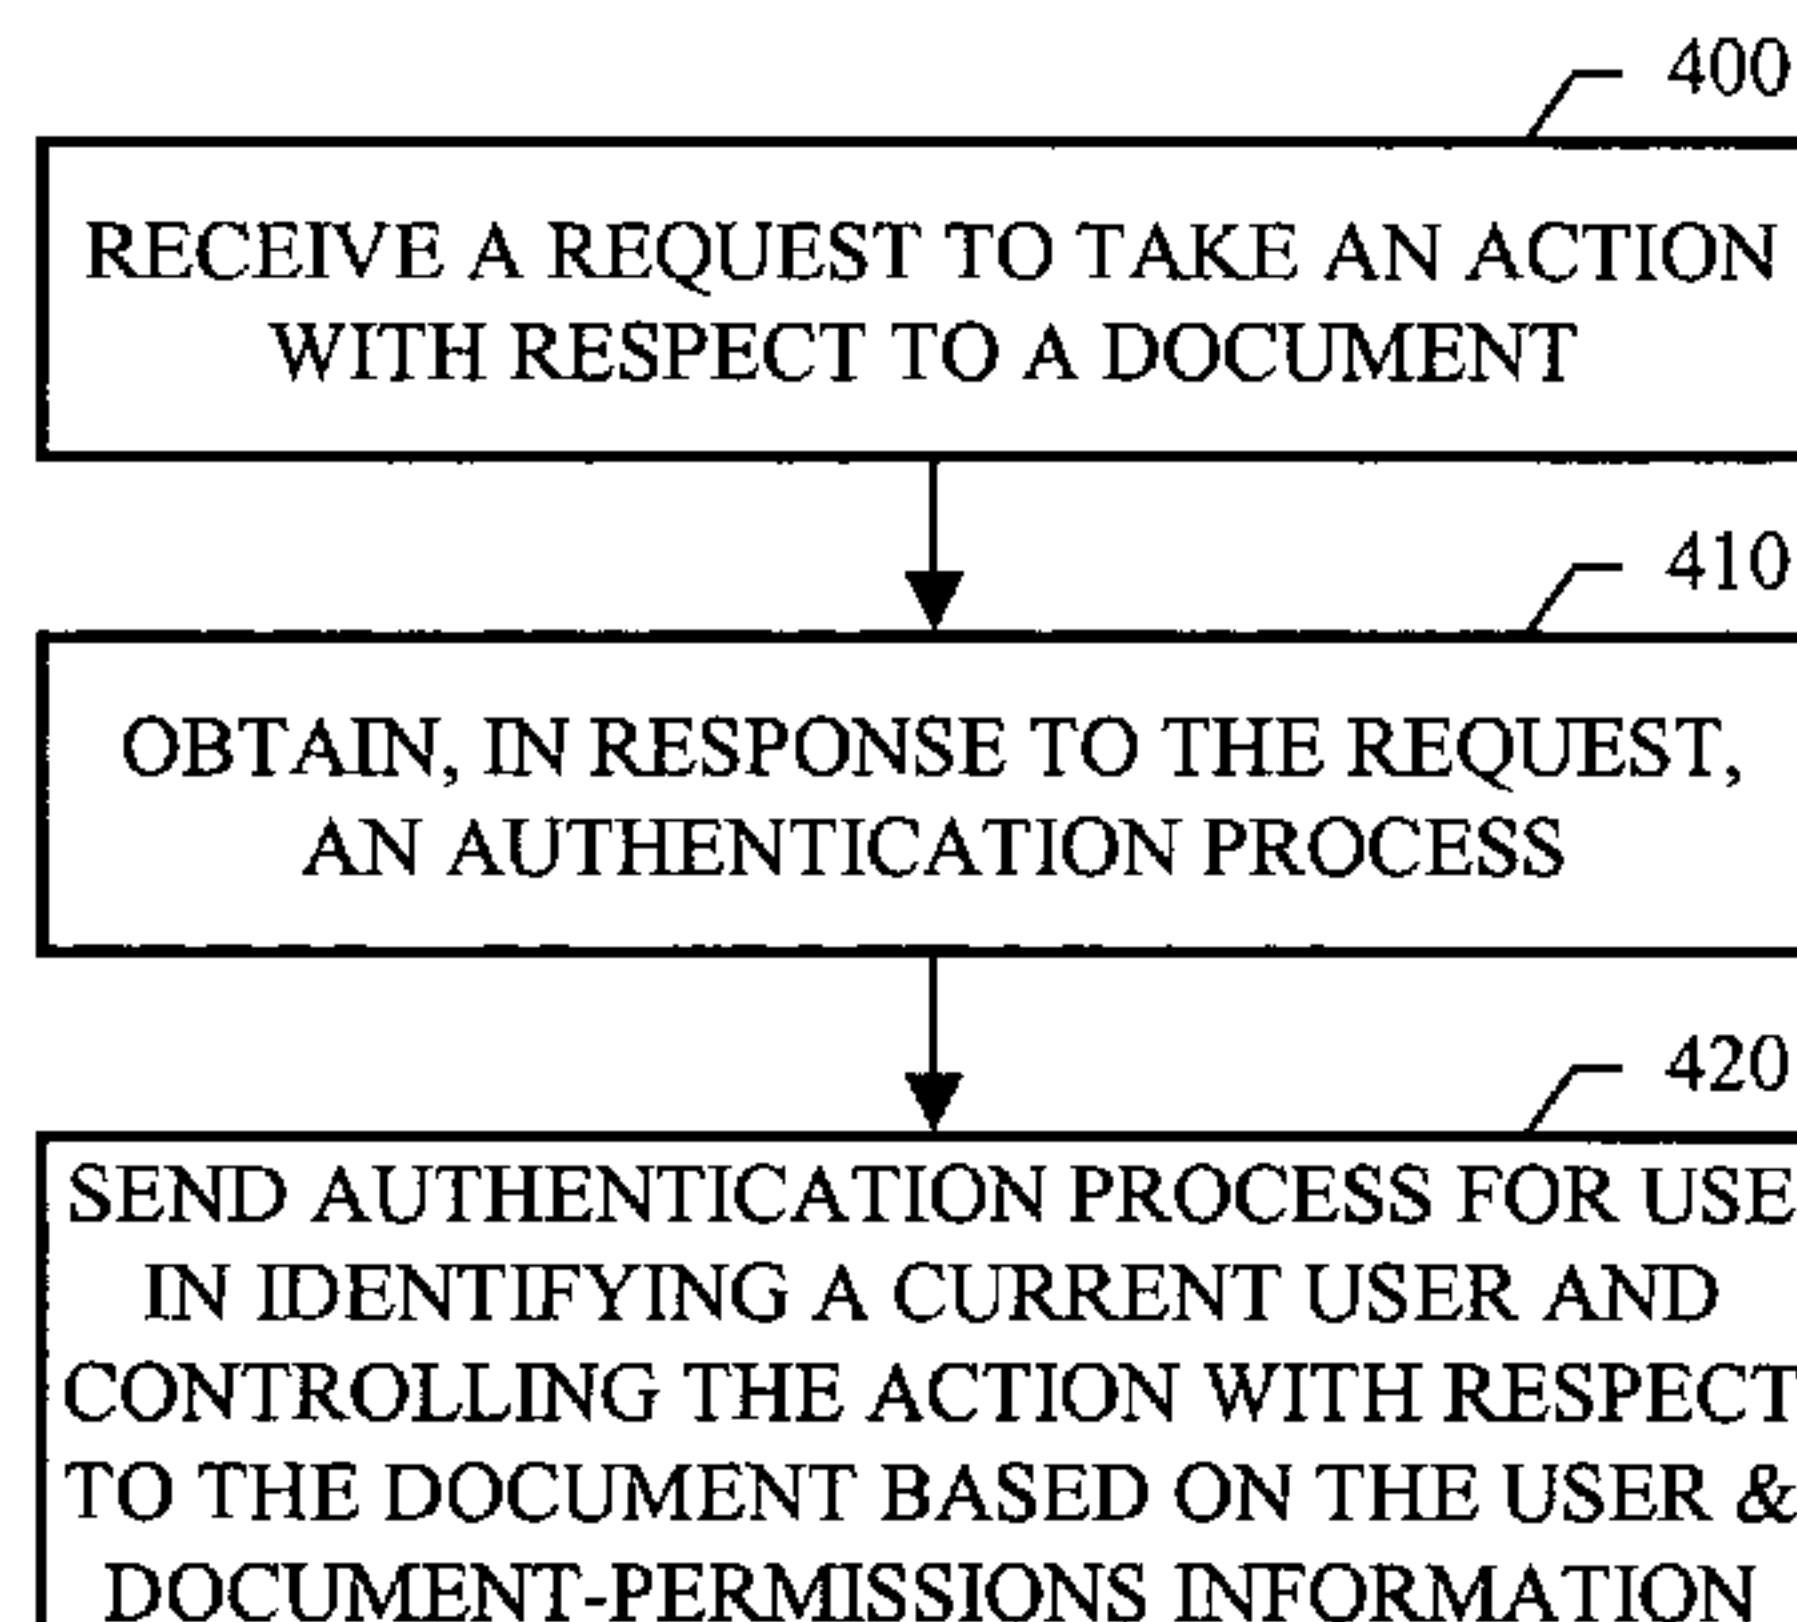 400
RECEIVE A REQUEST TO TAKE AN ACTION
WITH RESPECT TO A DOCUMENT
410
OBTAIN, IN RESPONSE TO THE REQUEST,
AN AUTHENTICATION PROCESS
420
SEND AUTHENTICATION PROCESS FOR USE
IN IDENTIFYING A CURRENT USER AND
CONTROLLING THE ACTION WITH RESPECT
TO THE DOCUMENT BASED ON THE USER &
DOCUMENT-PERMISSIONS INFORMATION